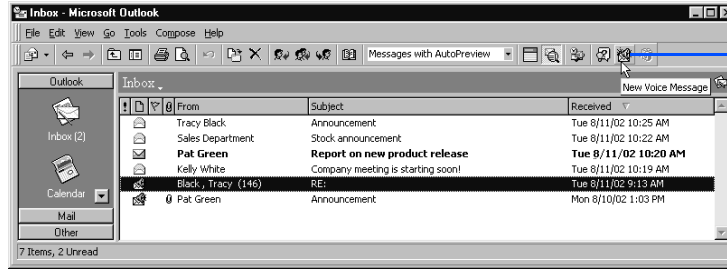 Inbox - Microsoft Outlook
File Edit View Go Tools Compose Help
Messages with AutoPreview
New Voice Message
Outlook
Inbox (2)
Calendar
Mail
Other
Inbox
! From Subject Received
Tracy Black Announcement Tue 8/11/02 10:25 AM
Sales Department Stock announcement Tue 8/11/02 10:22 AM
Pat Green Report on new product release Tue 8/11/02 10:20 AM
Kelly White Company meeting is starting soon! Tue 8/11/02 10:19 AM
Black , Tracy (146) RE: Tue 8/11/02 9:13 AM
Pat Green Announcement Mon 8/10/02 1:03 PM
7 Items, 2 Unread